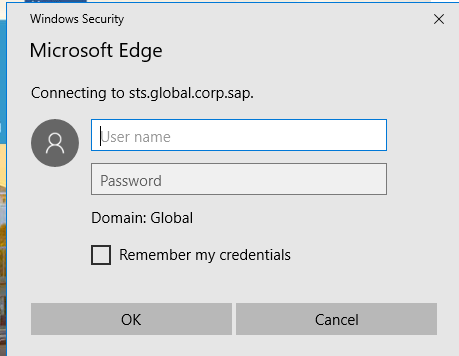 Windows Security
Microsoft Edge
Connecting to sts.global.corp.sap.
User name
Password
Domain: Global
Remember my credentials
OK
Cancel